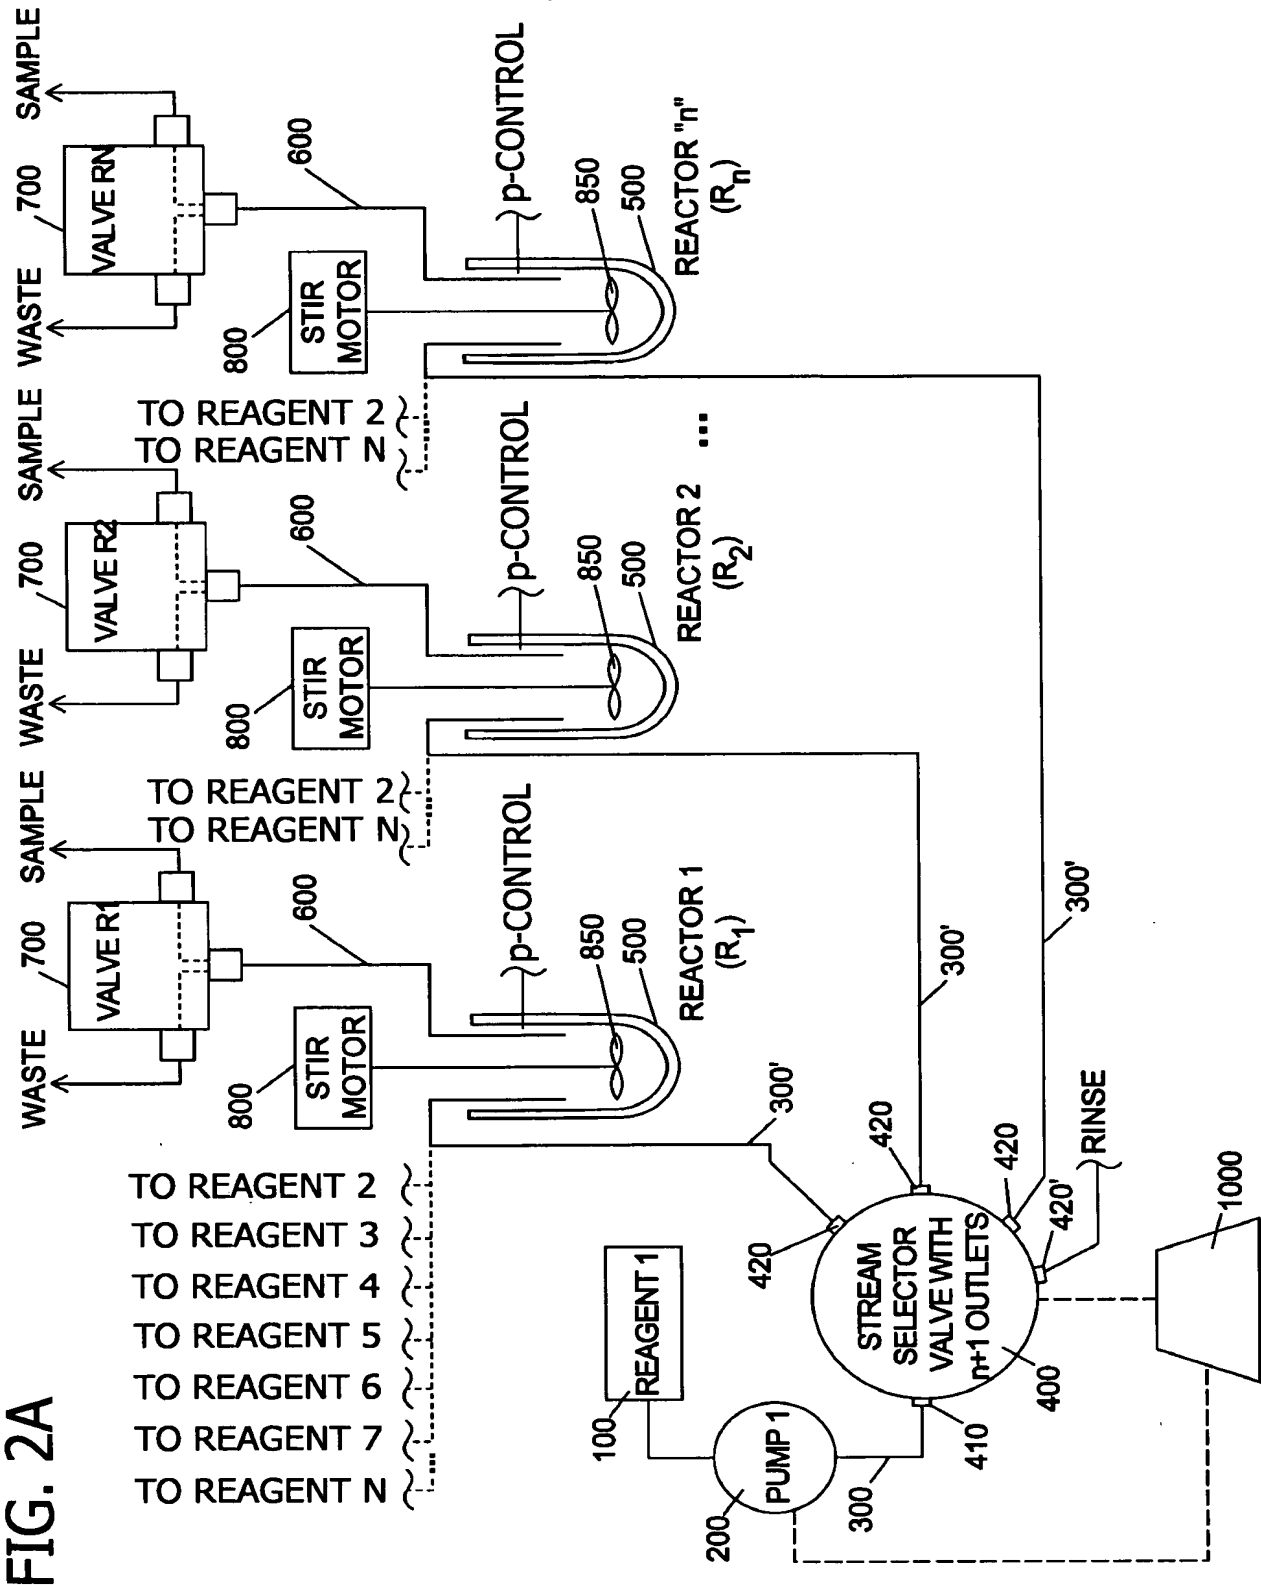 FIG. 2A
WASTE
SAMPLE
WASTE
SAMPLE
WASTE
SAMPLE
700
VALVE R1
700
VALVE R2
700
VALVE RN
600
600
600
800
STIR
MOTOR
800
STIR
MOTOR
800
STIR
MOTOR
TO REAGENT 2
TO REAGENT 3
TO REAGENT 4
TO REAGENT 5
TO REAGENT 6
TO REAGENT 7
TO REAGENT N
TO REAGENT 2
TO REAGENT N
TO REAGENT 2
TO REAGENT N
p-CONTROL
p-CONTROL
p-CONTROL
850
500
850
500
850
500
REACTOR 1
(R1)
REACTOR 2
(R2)
...
REACTOR "n"
(Rn)
100
REAGENT 1
200
PUMP 1
300
410
420
300'
STREAM
SELECTOR
VALVE WITH
n+1 OUTLETS
400
420
300'
420
300'
420'
RINSE
1000